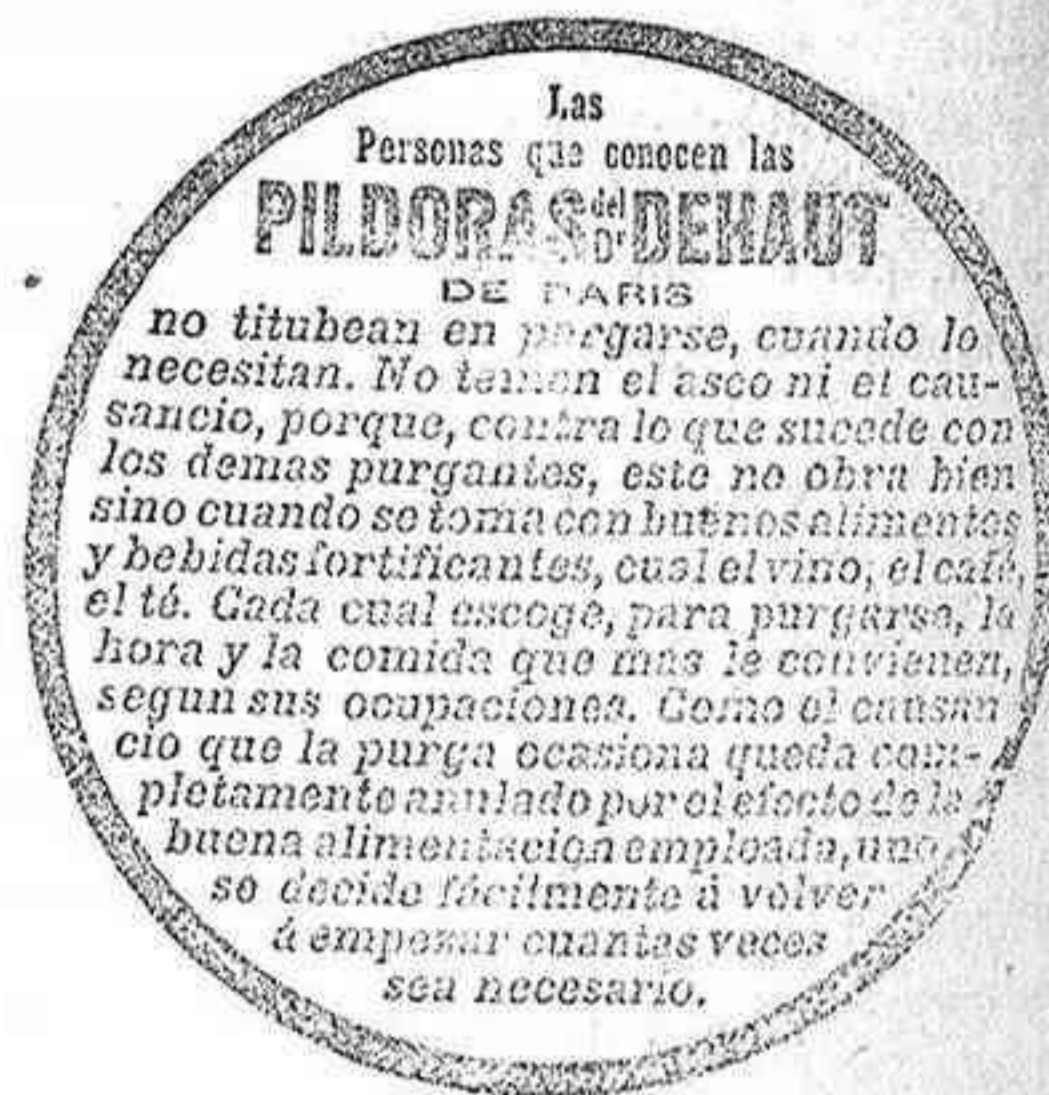 Las
Personas que conocen las
PILDORAS del Dr DEHAUT
DE PARIS
no titubean en purgarse, cuando lo
necesitan. No temen el asco ni el cau-
sancio, porque, contra lo que sucede con
los demas purgantes, este no obra bien
sino cuando se toma con buenos alimentos
y bebidas fortificantes, cual el vino, el café,
el té. Cada cual escoge, para purgarse, la
hora y la comida que mas le convienen,
segun sus ocupaciones. Como el causan
cio que la purga ocasiona queda com-
pletamente anulado por el efecto de la
buena alimentacion empleada, uno
se decide fácilmente á volver
á empezar cuantas veces
sea necesario.